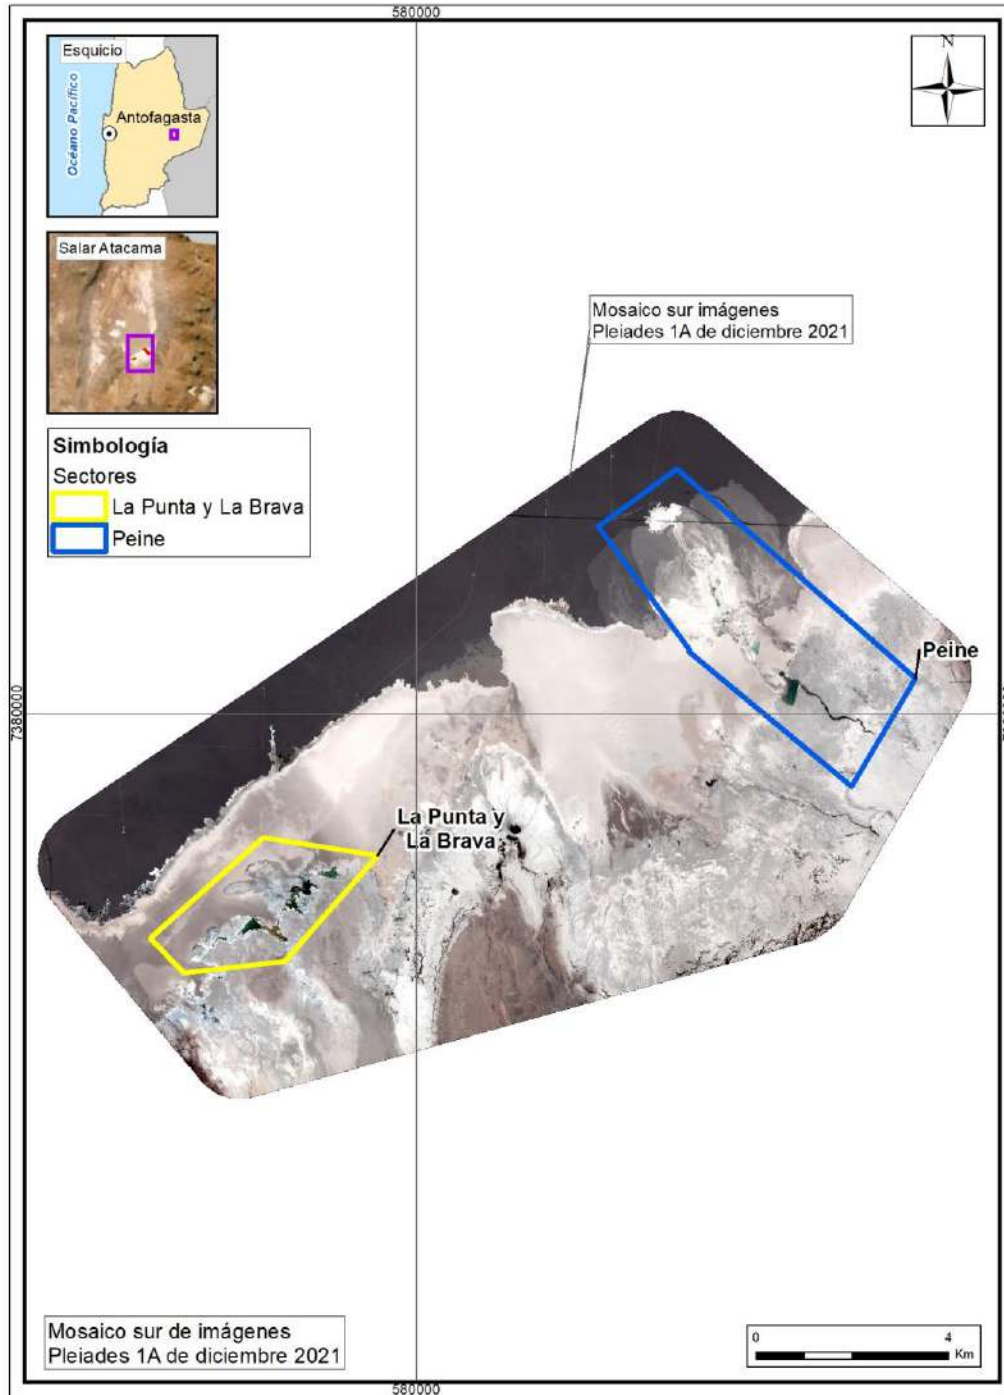 580000
Esquicio
Océano Pacífico
Antofagasta
N
Salar Atacama
Mosaico sur imágenes
Pleiades 1A de diciembre 2021
Simbología
Sectores
La Punta y La Brava
Peine
Peine
7380000
La Punta y
La Brava
Mosaico sur de imágenes
Pleiades 1A de diciembre 2021
0 4
Km
580000